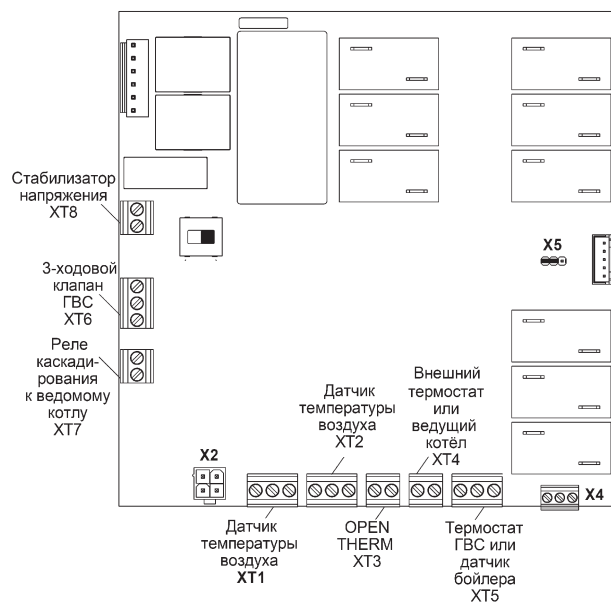 Стабилизатор
напряжения
XT8
X5
3-ходовой
клапан
ГВС
XT6
Реле
каскади-
рования
к ведомому
котлу
XT7
Датчик
температуры
воздуха
XT2
Внешний
термостат
или
ведущий
котёл
XT4
X2
X4
Датчик
температуры
воздуха
XT1
OPEN
THERM
XT3
Термостат
ГВС или
датчик
бойлера
XT5